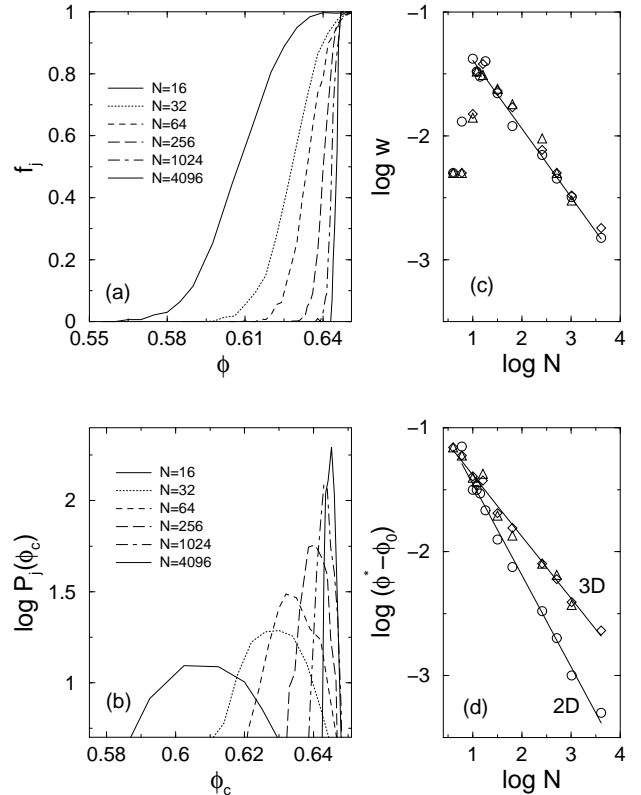 1
0.8
0.6
0.4
0.2
0
f_j
N=16
N=32
N=64
N=256
N=1024
N=4096
(a)
0.55 0.59 0.62 0.64
ϕ
−1
−2
−3
log w
(c)
0 1 2 3 4
log N
2
1.5
1
log P_j(ϕ_c)
N=16
N=32
N=64
N=256
N=1024
N=4096
(b)
0.58 0.6 0.62 0.64
ϕ_c
−1
−2
−3
log (ϕ*−ϕ_0)
3D
2D
(d)
0 1 2 3 4
log N